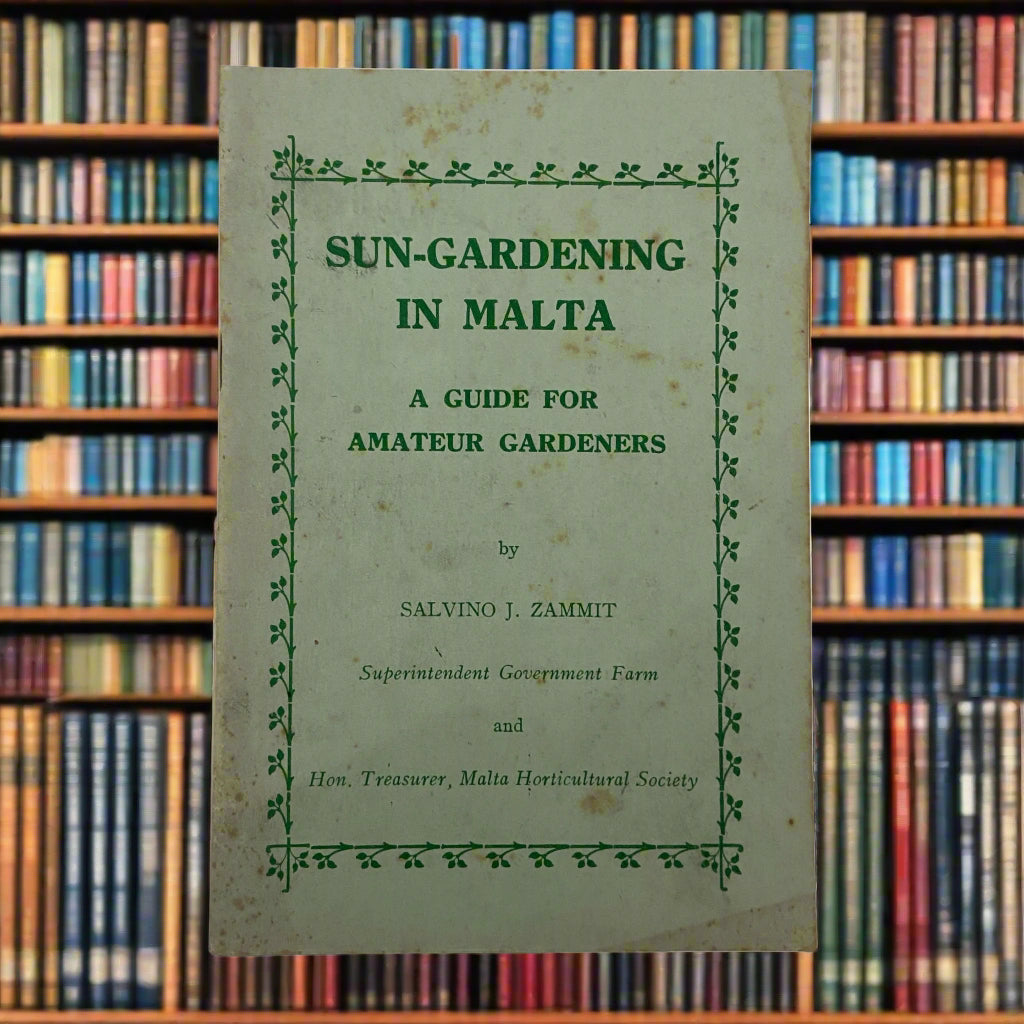 SUN-GARDENING
IN MALTA
A GUIDE FOR
AMATEUR GARDENERS
by
SALVINO J. ZAMMIT
Superintendent Government Farm
and
Hon. Treasurer, Malta Horticultural Society